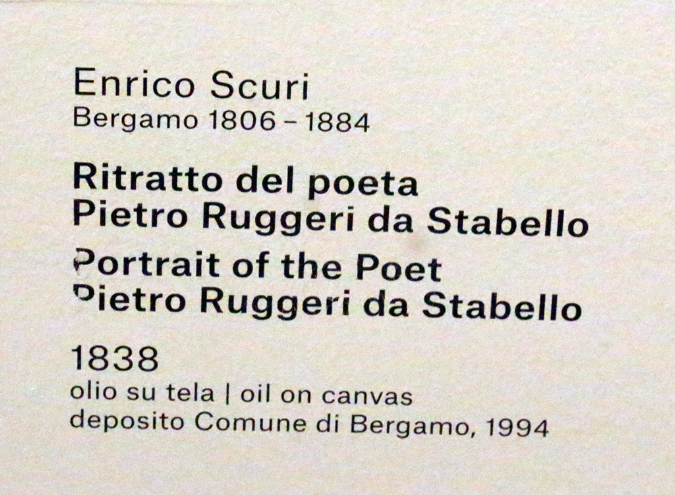 Enrico Scuri
Bergamo 1806 – 1884
Ritratto del poeta
Pietro Ruggeri da Stabello
Portrait of the Poet
Pietro Ruggeri da Stabello
1838
olio su tela | oil on canvas
deposito Comune di Bergamo, 1994